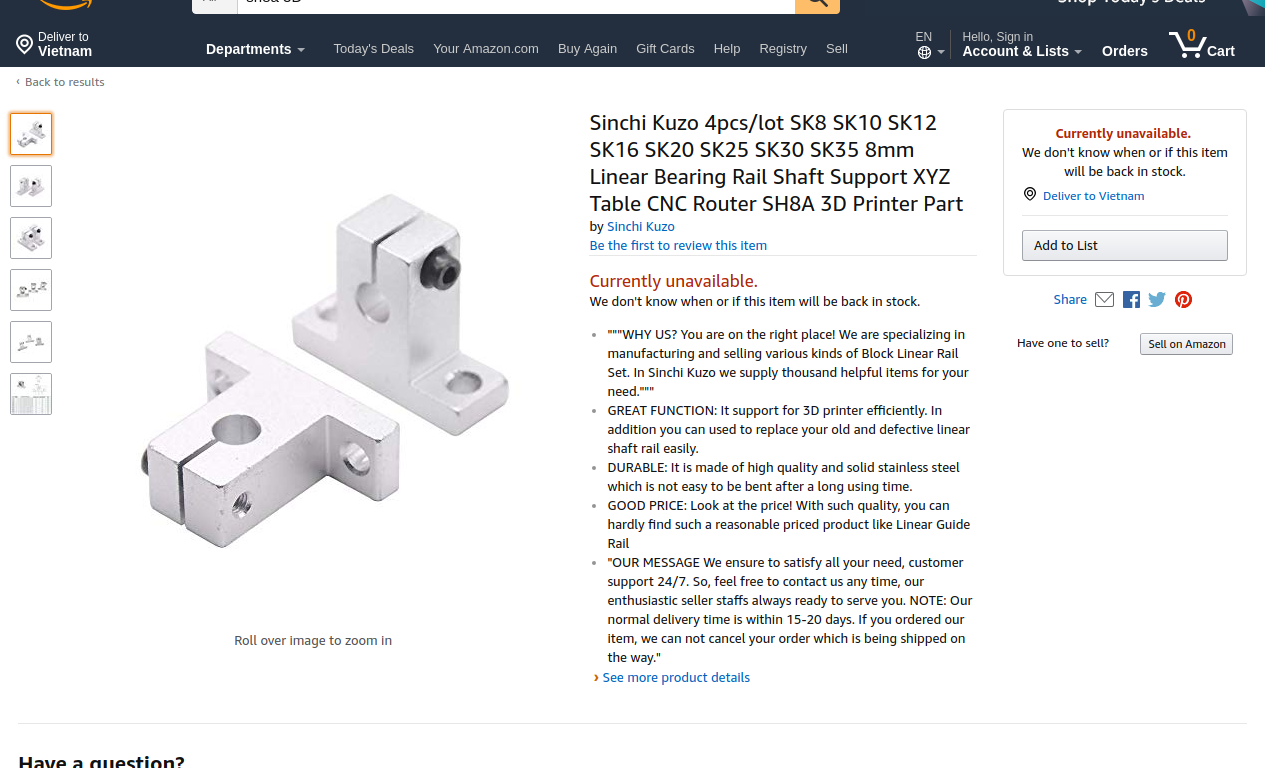 Deliver to
Vietnam
Departments
Today's Deals
Your Amazon.com
Buy Again
Gift Cards
Help
Registry
Sell
EN
Hello, Sign in
Account & Lists
Orders
0
Cart
‹ Back to results
Sinchi Kuzo 4pcs/lot SK8 SK10 SK12
SK16 SK20 SK25 SK30 SK35 8mm
Linear Bearing Rail Shaft Support XYZ
Table CNC Router SH8A 3D Printer Part
by Sinchi Kuzo
Be the first to review this item
Currently unavailable.
We don't know when or if this item will be back in stock.
• """WHY US? You are on the right place! We are specializing in
manufacturing and selling various kinds of Block Linear Rail
Set. In Sinchi Kuzo we supply thousand helpful items for your
need."""
• GREAT FUNCTION: It support for 3D printer efficiently. In
addition you can used to replace your old and defective linear
shaft rail easily.
• DURABLE: It is made of high quality and solid stainless steel
which is not easy to be bent after a long using time.
• GOOD PRICE: Look at the price! With such quality, you can
hardly find such a reasonable priced product like Linear Guide
Rail
• "OUR MESSAGE We ensure to satisfy all your need, customer
support 24/7. So, feel free to contact us any time, our
enthusiastic seller staffs always ready to serve you. NOTE: Our
normal delivery time is within 15-20 days. If you ordered our
item, we can not cancel your order which is being shipped on
the way."
› See more product details
Currently unavailable.
We don't know when or if this item
will be back in stock.
Deliver to Vietnam
Add to List
Share
Have one to sell?
Sell on Amazon
Roll over image to zoom in
Have a question?